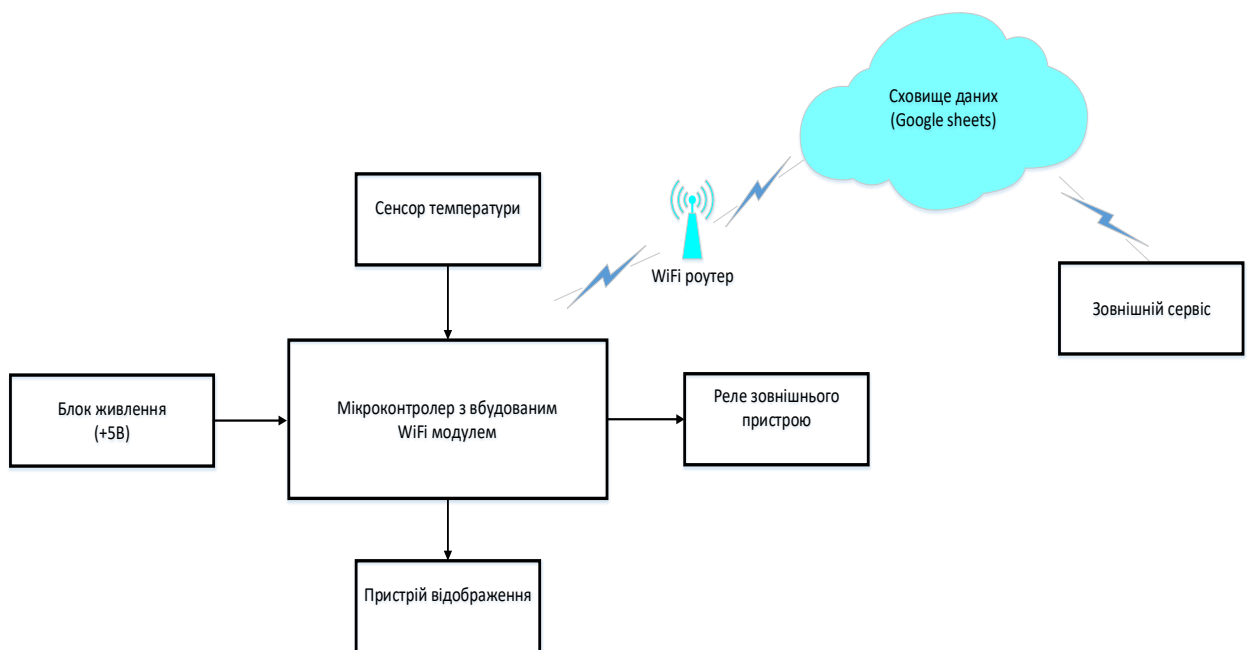 Сховище даних
(Google sheets)
Сенсор температури
WiFi роутер
Зовнішній сервіс
Блок живлення
(+5В)
Мікроконтролер з вбудованим
WiFi модулем
Реле зовнішнього
пристрою
Пристрій відображення